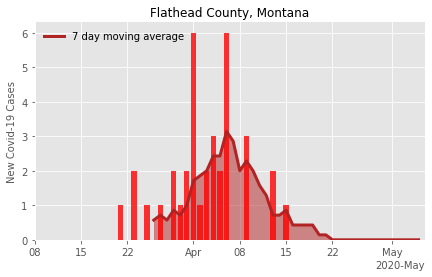 Flathead County, Montana
7 day moving average
New Covid-19 Cases
6
5
4
3
2
1
0
08 15 22 Apr 08 15 22 May
2020-May